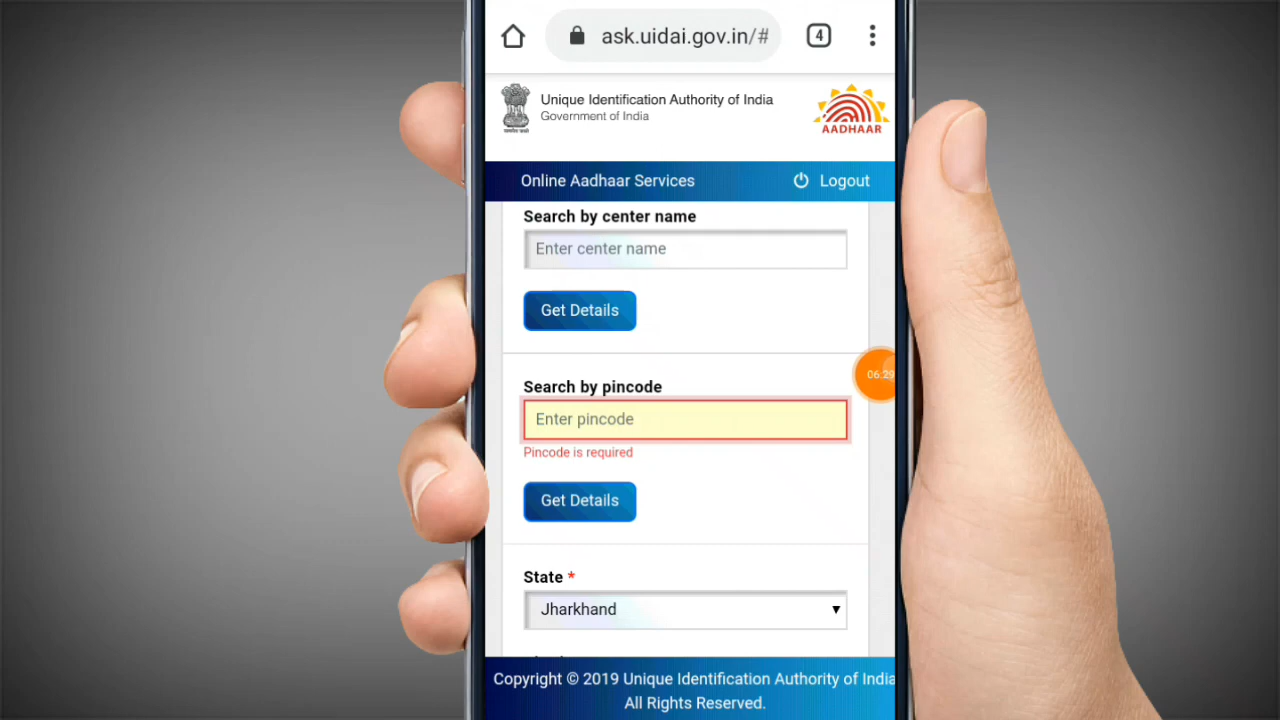 ask.uidai.gov.in/#
4
Unique Identification Authority of India
Government of India
AADHAAR
Online Aadhaar Services
Logout
Search by center name
Enter center name
Get Details
06:29
Search by pincode
Enter pincode
Pincode is required
Get Details
State *
Jharkhand
Copyright © 2019 Unique Identification Authority of India
All Rights Reserved.